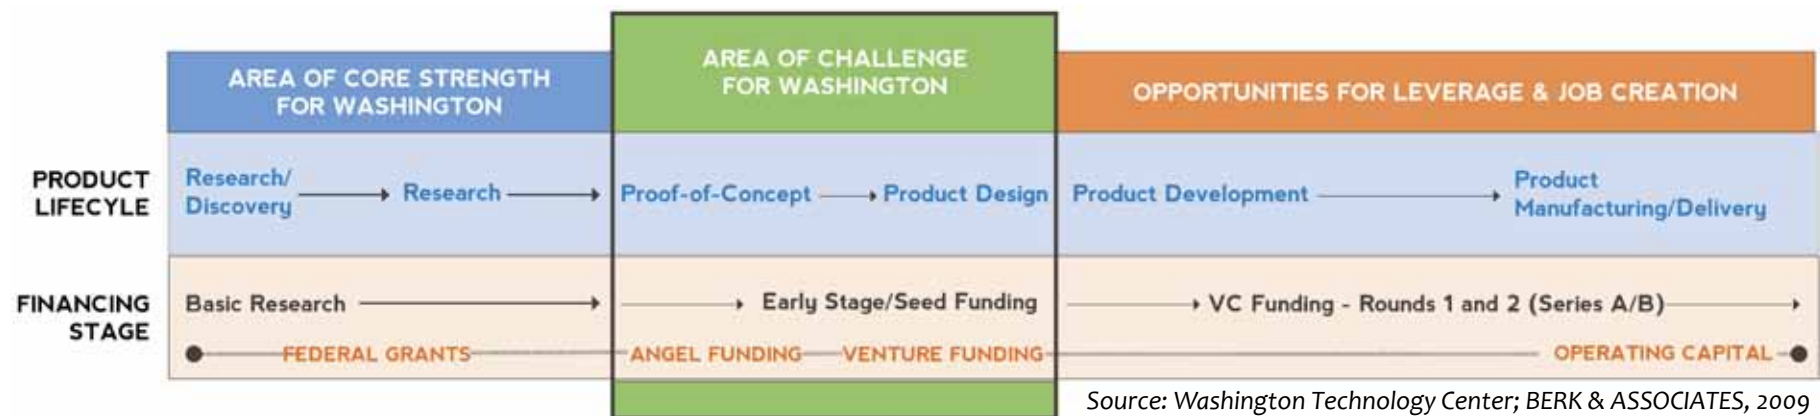 AREA OF CORE STRENGTH
FOR WASHINGTON
AREA OF CHALLENGE
FOR WASHINGTON
OPPORTUNITIES FOR LEVERAGE & JOB CREATION
PRODUCT
LIFECYLE
Research/
Discovery
Research
Proof-of-Concept
Product Design
Product Development
Product
Manufacturing/Delivery
FINANCING
STAGE
Basic Research
Early Stage/Seed Funding
VC Funding - Rounds 1 and 2 (Series A/B)
FEDERAL GRANTS
ANGEL FUNDING
VENTURE FUNDING
OPERATING CAPITAL
Source: Washington Technology Center; BERK & ASSOCIATES, 2009